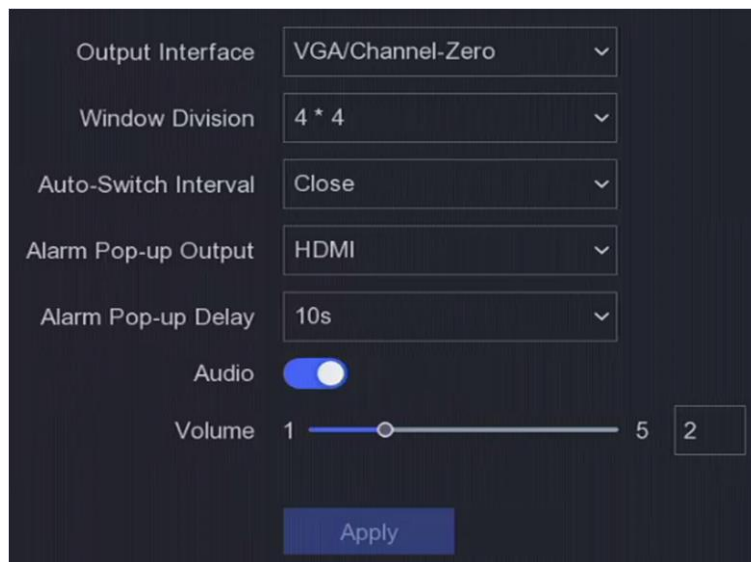 Output Interface VGA/Channel-Zero
Window Division 4 * 4
Auto-Switch Interval Close
Alarm Pop-up Output HDMI
Alarm Pop-up Delay 10s
Audio
Volume 1 5 2
Apply